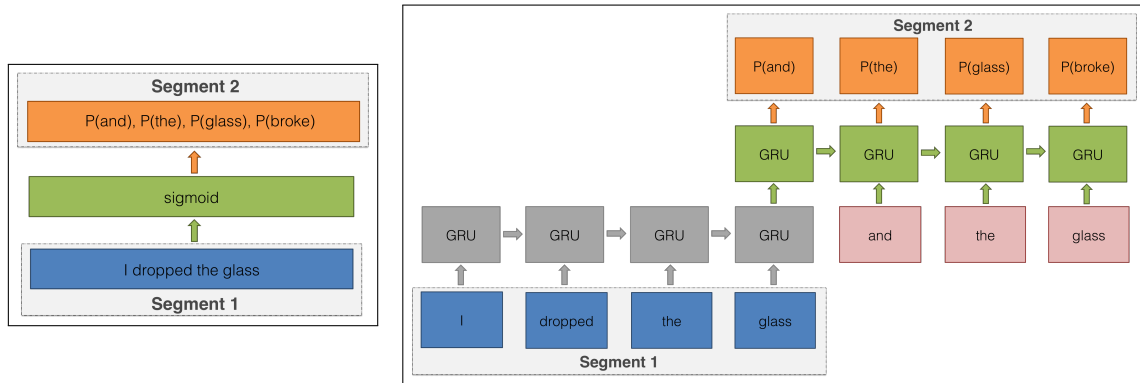 Segment 2
P(and), P(the), P(glass), P(broke)
sigmoid
I dropped the glass
Segment 1
Segment 2
P(and) P(the) P(glass) P(broke)
GRU GRU GRU GRU
GRU GRU GRU GRU and the glass
I dropped the glass
Segment 1